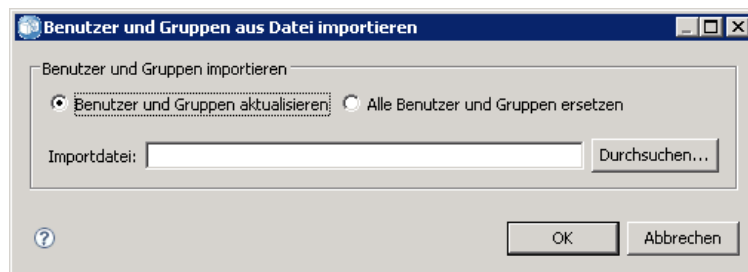 Benutzer und Gruppen aus Datei importieren
Benutzer und Gruppen importieren
Benutzer und Gruppen aktualisieren Alle Benutzer und Gruppen ersetzen
Importdatei: Durchsuchen...
? OK Abbrechen